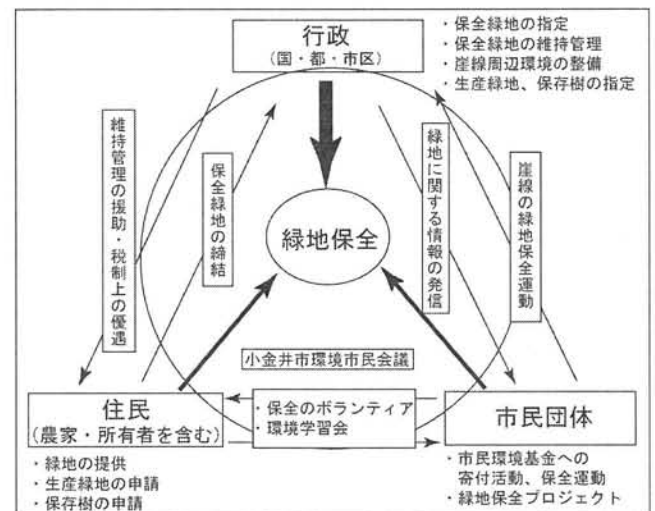 行政
(国・都・市区)
・保全緑地の指定
・保全緑地の維持管理
・崖線周辺環境の整備
・生産緑地、保存樹の指定
維持管理の援助・税制上の優遇
保全緑地の締結
緑地に関する情報の発信
崖線の緑地保全運動
緑地保全
小金井市環境市民会議
住民
(農家・所有者を含む)
・保全のボランティア
・環境学習会
市民団体
・緑地の提供
・生産緑地の申請
・保存樹の申請
・市民環境基金への
寄付活動、保全運動
・緑地保全プロジェクト